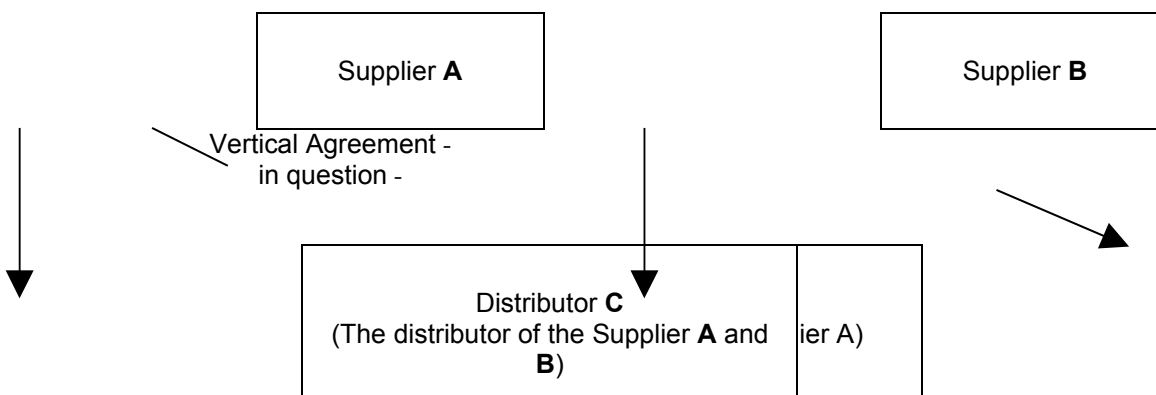 Supplier A
Supplier B
Vertical Agreement -
in question -
Distributor C
(The distributor of the Supplier A and
B)
ier A)